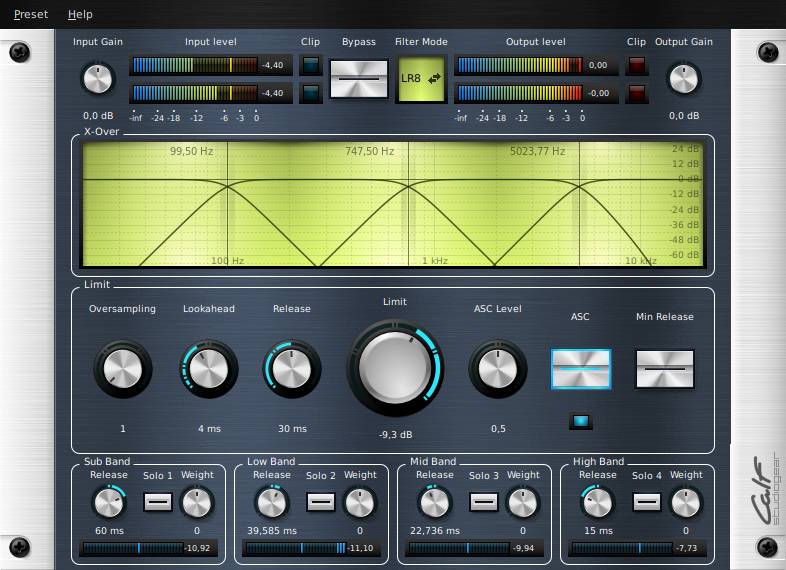 Preset Help
Input Gain Input level Clip Bypass Filter Mode Output level Clip Output Gain
-4,40 0,00
LR8
-4,40 -0,00
0,0 dB -inf -24 -18 -12 -6 -3 0 -inf -24 -18 -12 -6 -3 0 0,0 dB
X-Over
99,50 Hz 747,50 Hz 5023,77 Hz 24 dB
12 dB
0 dB
-12 dB
-24 dB
-36 dB
-48 dB
-60 dB
100 Hz 1 kHz 10 kHz
Limit
Oversampling Lookahead Release Limit ASC Level ASC Min Release
1 4 ms 30 ms -9,3 dB 0,5
Sub Band Low Band Mid Band High Band
Release Solo 1 Weight Release Solo 2 Weight Release Solo 3 Weight Release Solo 4 Weight
60 ms 0 39,585 ms 0 22,736 ms 0 15 ms 0
-10,92 -11,10 -9,94 -7,73
Calf
studiogear